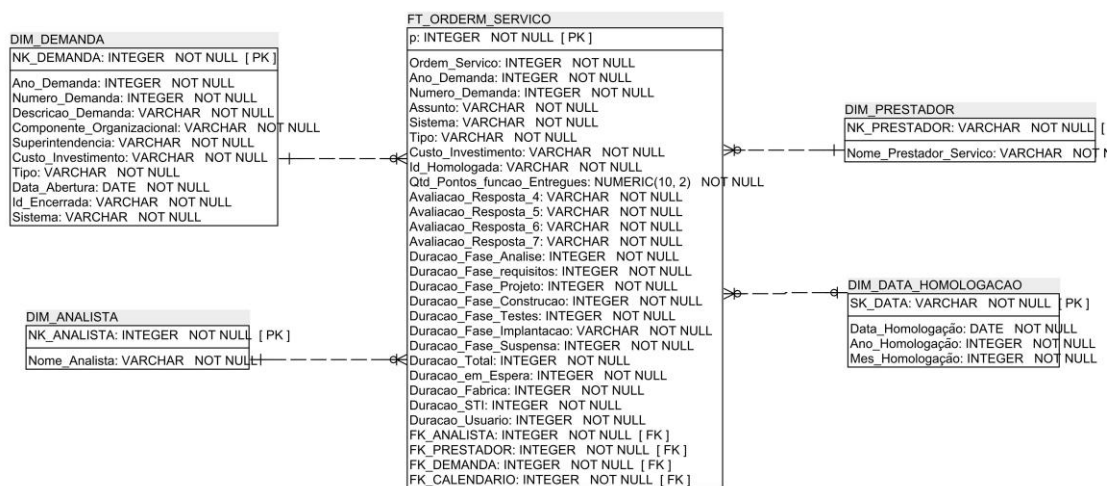 DIM_DEMANDA
NK_DEMANDA: INTEGER NOT NULL [ PK ]
Ano_Demanda: INTEGER NOT NULL
Numero_Demanda: INTEGER NOT NULL
Descricao_Demanda: VARCHAR NOT NULL
Componente_Organizacional: VARCHAR NOT NULL
Superintendencia: VARCHAR NOT NULL
Custo_Investimento: VARCHAR NOT NULL
Tipo: VARCHAR NOT NULL
Data_Abertura: DATE NOT NULL
Id_Encerrada: VARCHAR NOT NULL
Sistema: VARCHAR NOT NULL
DIM_ANALISTA
NK_ANALISTA: INTEGER NOT NULL [ PK ]
Nome_Analista: VARCHAR NOT NULL
FT_ORDERM_SERVICO
p: INTEGER NOT NULL [ PK ]
Ordem_Servico: INTEGER NOT NULL
Ano_Demanda: INTEGER NOT NULL
Numero_Demanda: INTEGER NOT NULL
Assunto: VARCHAR NOT NULL
Sistema: VARCHAR NOT NULL
Tipo: VARCHAR NOT NULL
Custo_Investimento: VARCHAR NOT NULL
Id_Homologada: VARCHAR NOT NULL
Qtd_Pontos_funcao_Entregues: NUMERIC(10, 2) NOT NULL
Avaliacao_Resposta_4: VARCHAR NOT NULL
Avaliacao_Resposta_5: VARCHAR NOT NULL
Avaliacao_Resposta_6: VARCHAR NOT NULL
Avaliacao_Resposta_7: VARCHAR NOT NULL
Duracao_Fase_Analise: INTEGER NOT NULL
Duracao_Fase_requisitos: INTEGER NOT NULL
Duracao_Fase_Projeto: INTEGER NOT NULL
Duracao_Fase_Construcao: INTEGER NOT NULL
Duracao_Fase_Testes: INTEGER NOT NULL
Duracao_Fase_Implantacao: VARCHAR NOT NULL
Duracao_Fase_Suspensa: INTEGER NOT NULL
Duracao_Total: INTEGER NOT NULL
Duracao_em_Espera: INTEGER NOT NULL
Duracao_Fabrica: INTEGER NOT NULL
Duracao_STI: INTEGER NOT NULL
Duracao_Usuario: INTEGER NOT NULL
FK_ANALISTA: INTEGER NOT NULL [ FK ]
FK_PRESTADOR: INTEGER NOT NULL [ FK ]
FK_DEMANDA: INTEGER NOT NULL [ FK ]
FK_CALENDARIO: INTEGER NOT NULL [ FK ]
DIM_PRESTADOR
NK_PRESTADOR: VARCHAR NOT NULL [
Nome_Prestador_Servico: VARCHAR NOT
DIM_DATA_HOMOLOGACAO
SK_DATA: VARCHAR NOT NULL [ PK ]
Data_Homologação: DATE NOT NULL
Ano_Homologação: INTEGER NOT NULL
Mes_Homologação: INTEGER NOT NULL